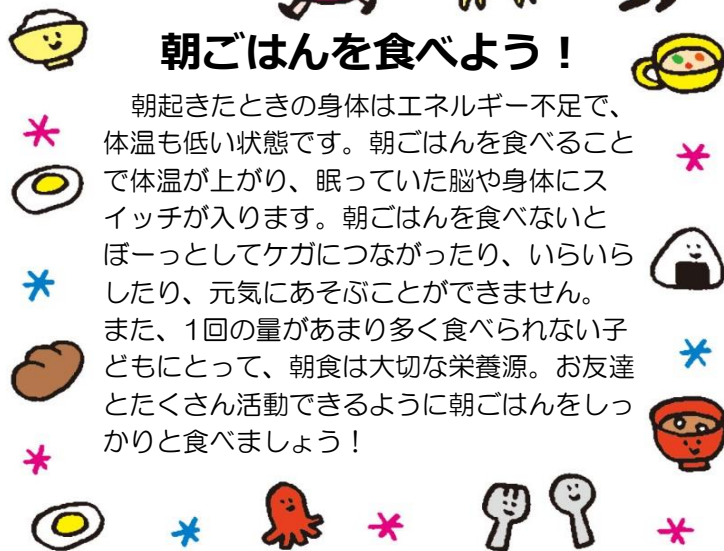 朝ごはんを食べよう！
朝起きたときの身体はエネルギー不足で、
体温も低い状態です。朝ごはんを食べること
で体温が上がり、眠っていた脳や身体にス
イッチが入ります。朝ごはんを食べないと
ぼーっとしてケガにつながったり、いらいら
したり、元気にあそぶことができません。
また、1回の量があまり多く食べられない子
どもにとって、朝食は大切な栄養源。お友達
とたくさん活動できるように朝ごはんをしっ
かりと食べましょう！